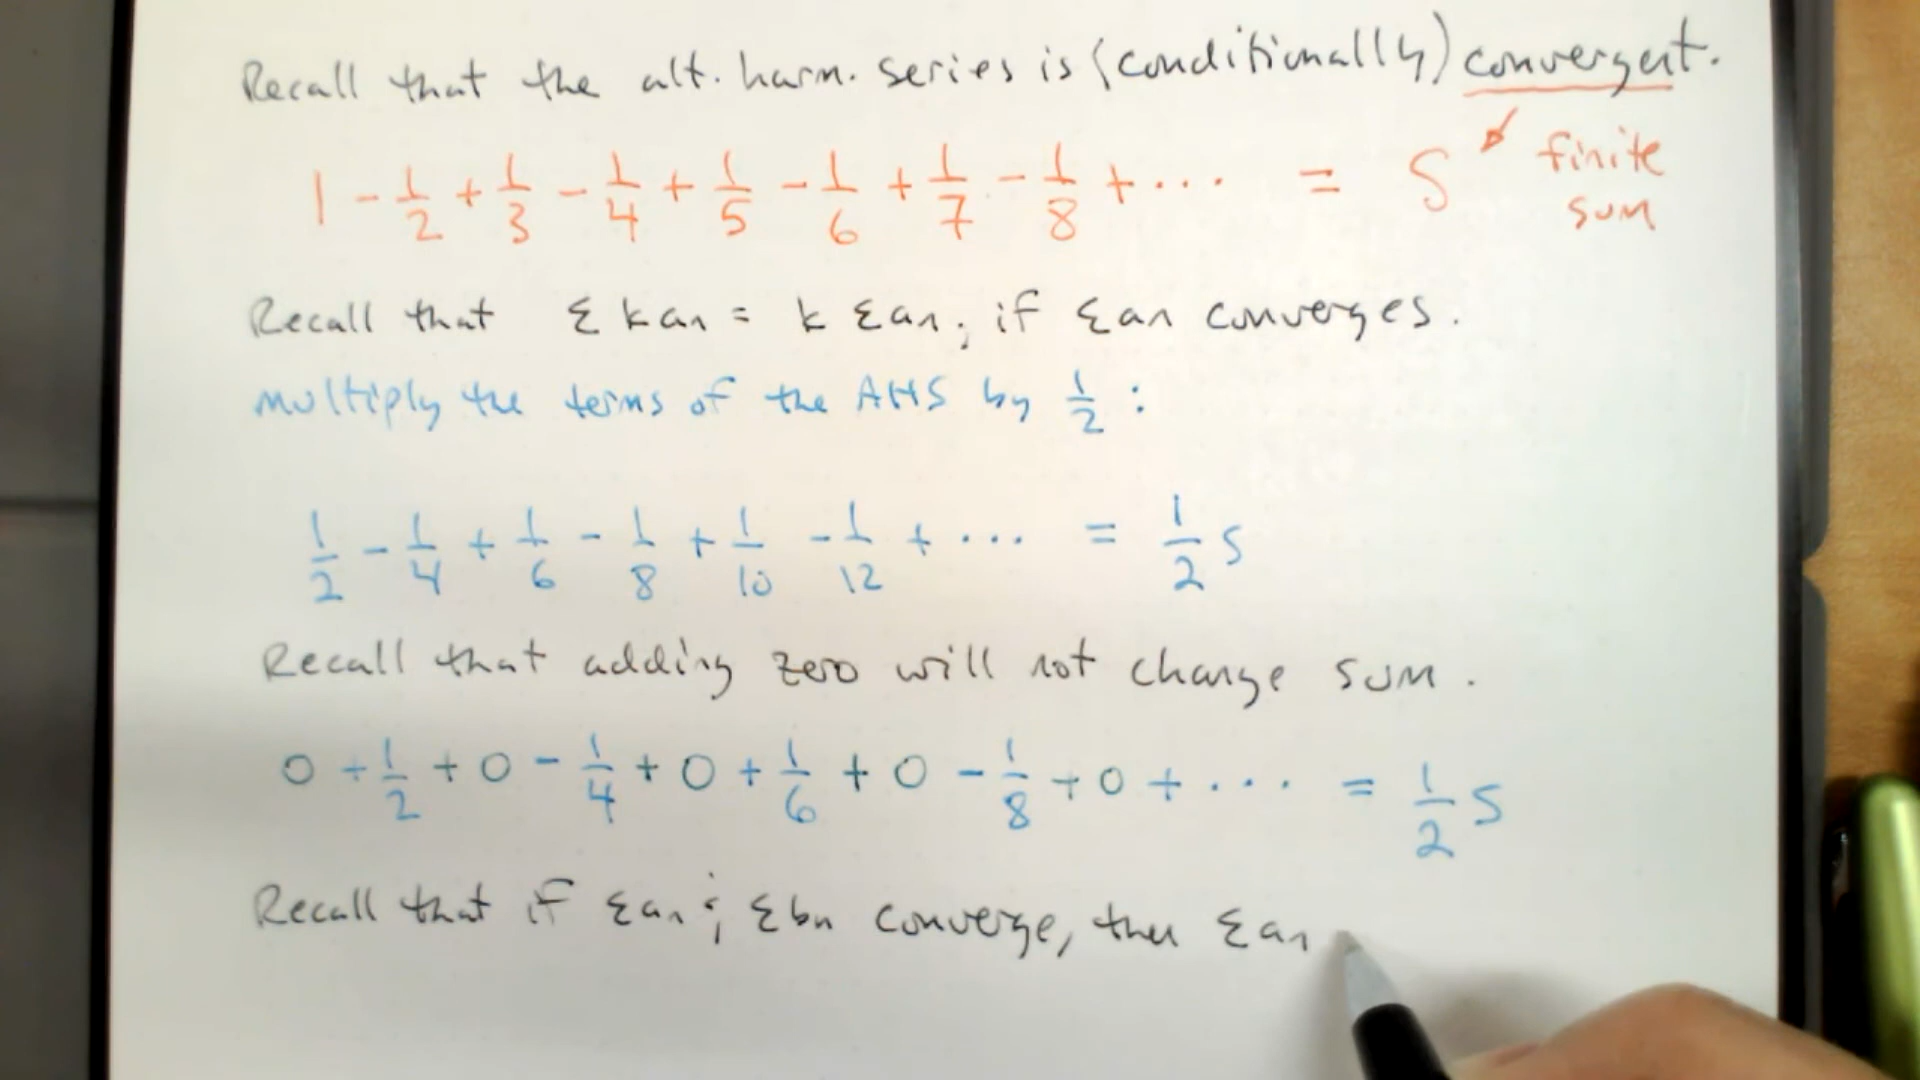 Recall that the alt. harm. series is (conditionally) convergent.
1 - 1/2 + 1/3 - 1/4 + 1/5 - 1/6 + 1/7 - 1/8 + ... = S finite sum
Recall that Σ kan = k Σan, if Σan converges.
Multiply the terms of the AHS by 1/2 :
1/2 - 1/4 + 1/6 - 1/8 + 1/10 - 1/12 + ... = 1/2 S
Recall that adding zero will not change sum.
0 + 1/2 + 0 - 1/4 + 0 + 1/6 + 0 - 1/8 + 0 + ... = 1/2 S
Recall that if Σan & Σbn converge, then Σan